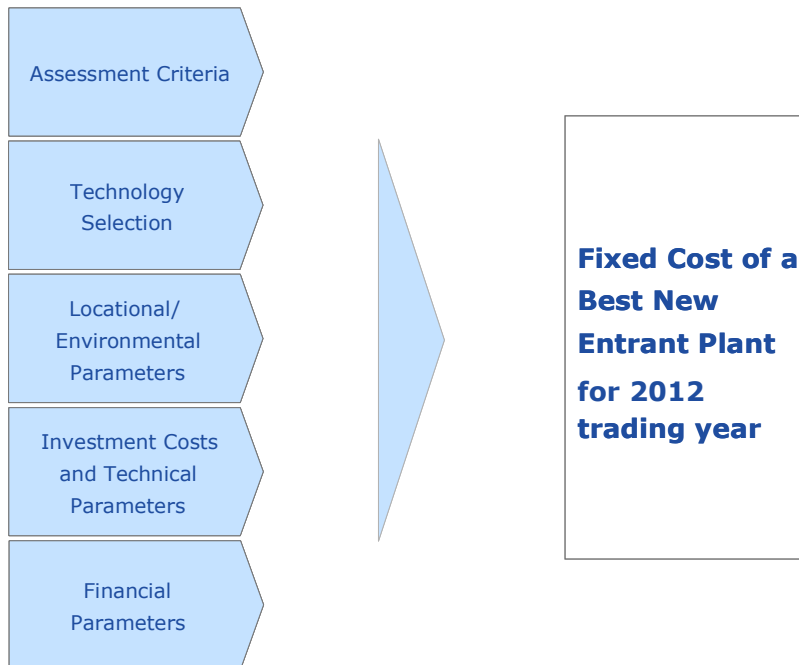 Assessment Criteria
Technology
Selection
Locational/
Environmental
Parameters
Investment Costs
and Technical
Parameters
Financial
Parameters
Fixed Cost of a
Best New
Entrant Plant
for 2012
trading year